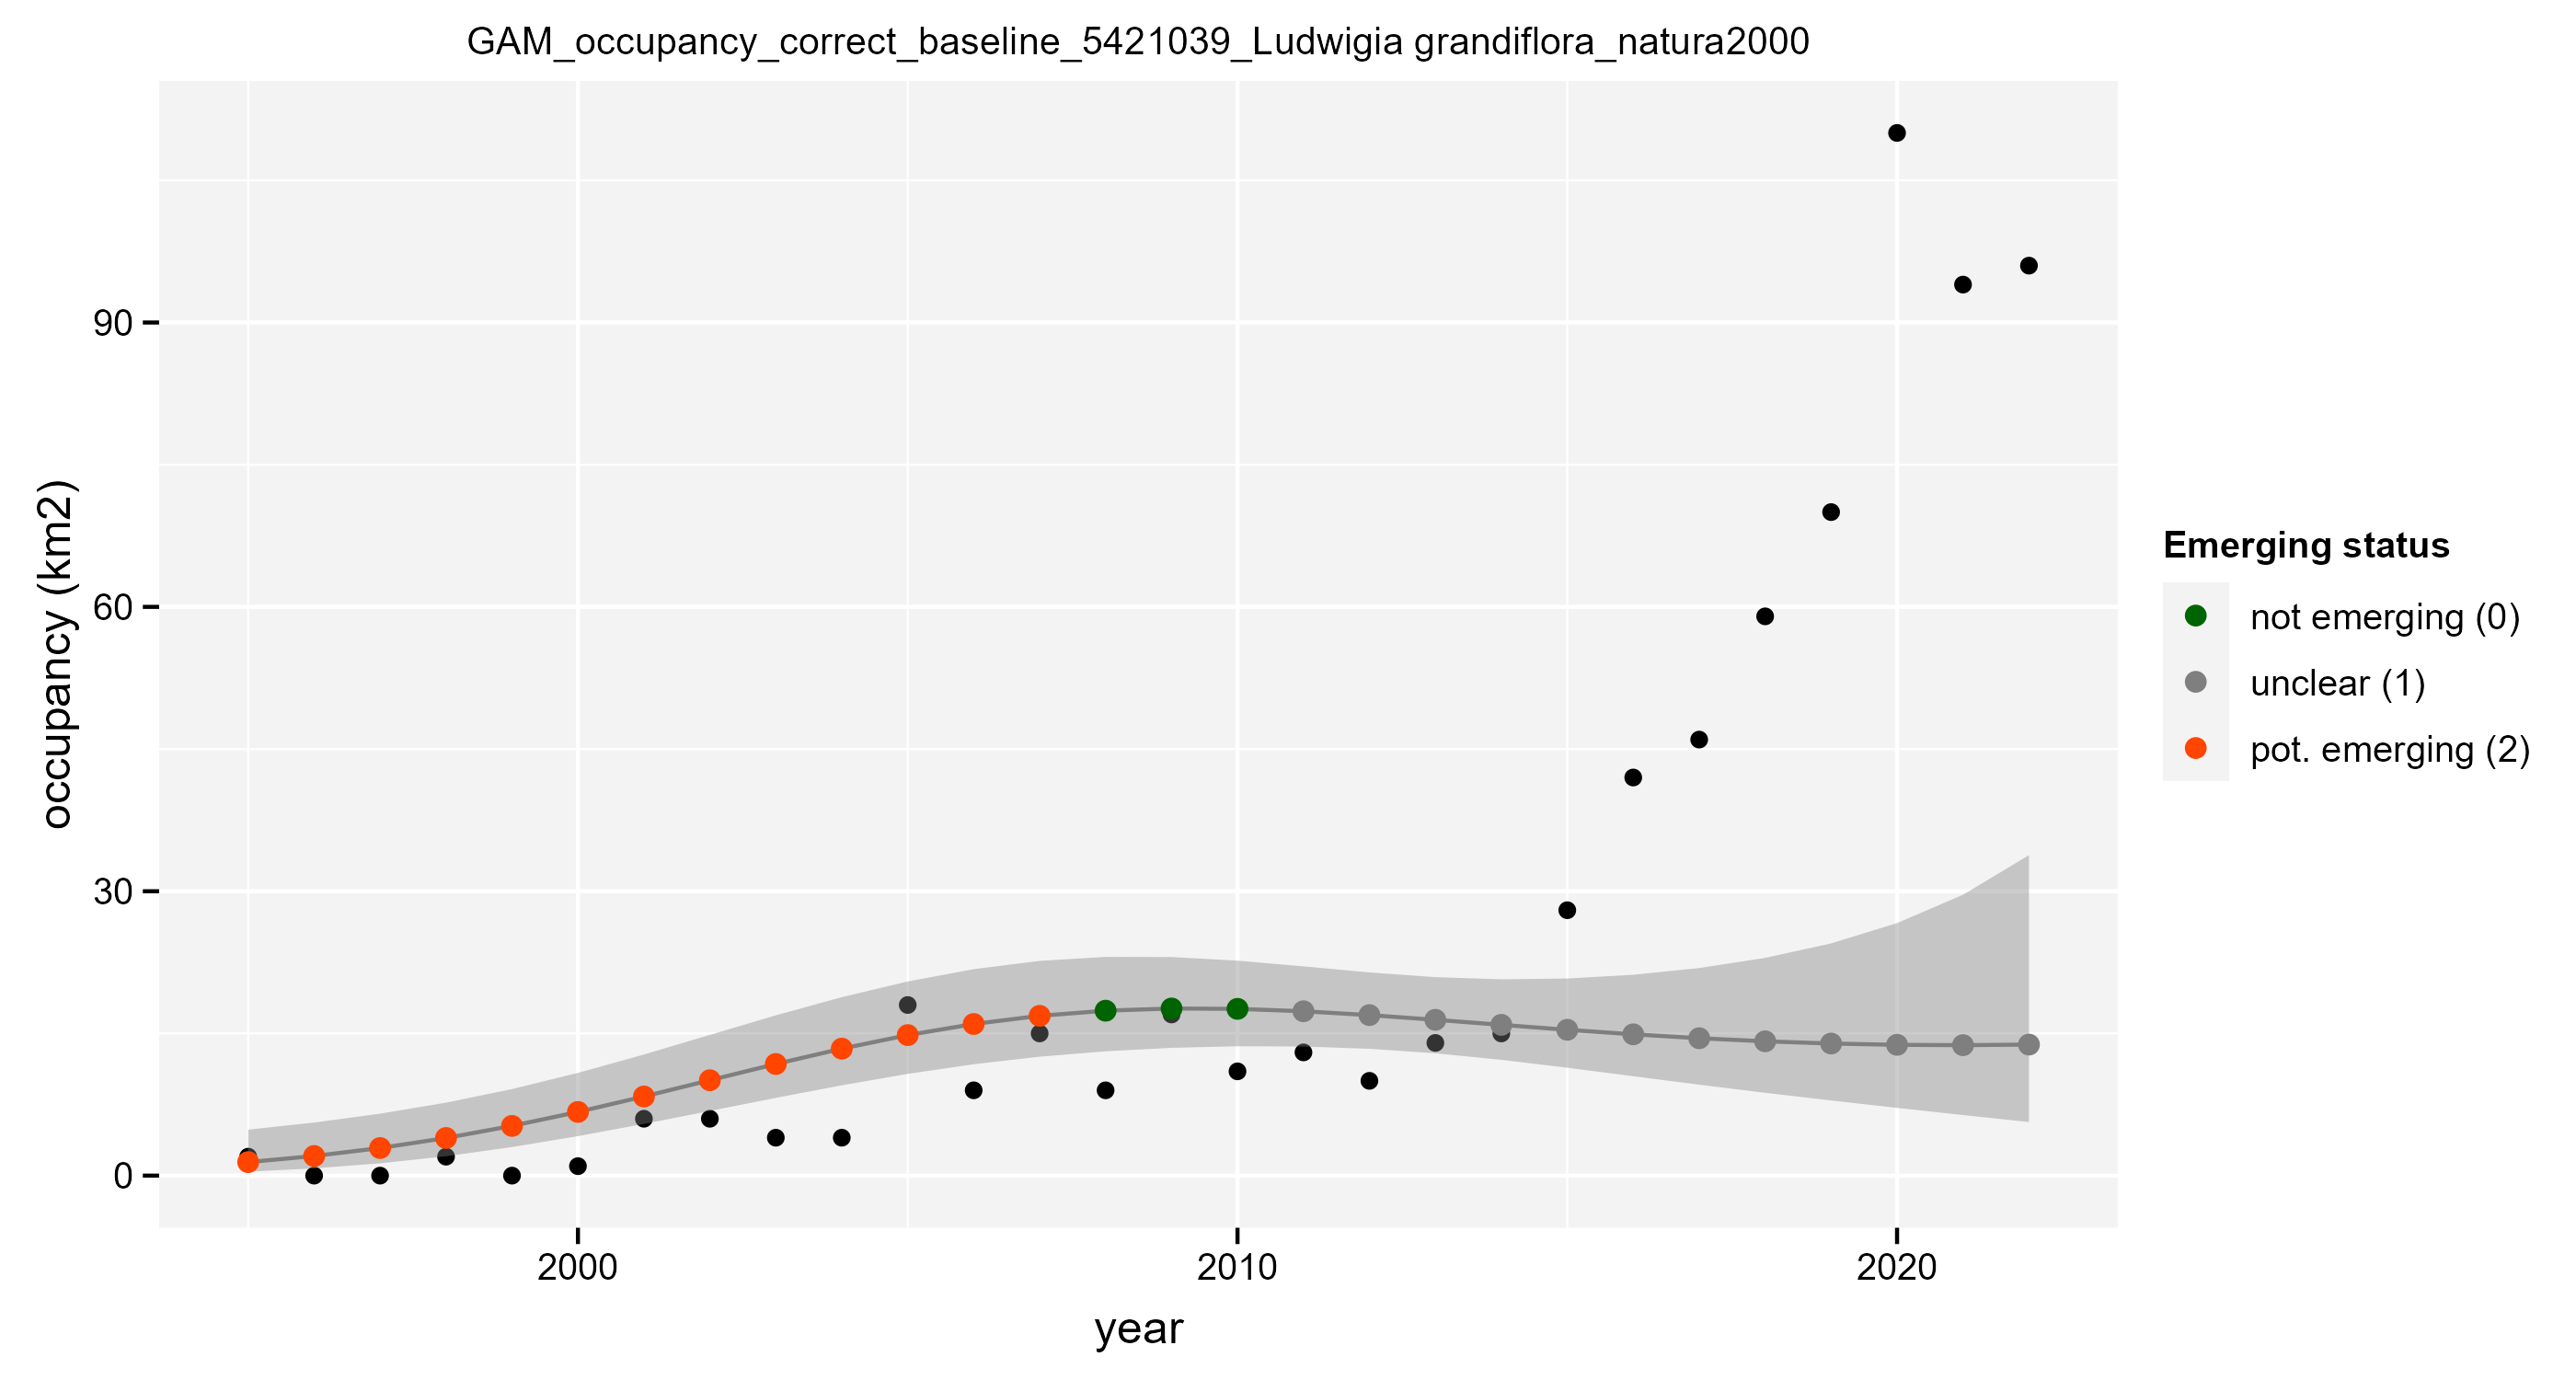 GAM_occupancy_correct_baseline_5421039_Ludwigia grandiflora_natura2000
occupancy (km2)
90
60
30
0
2000
2010
2020
year
Emerging status
not emerging (0)
unclear (1)
pot. emerging (2)